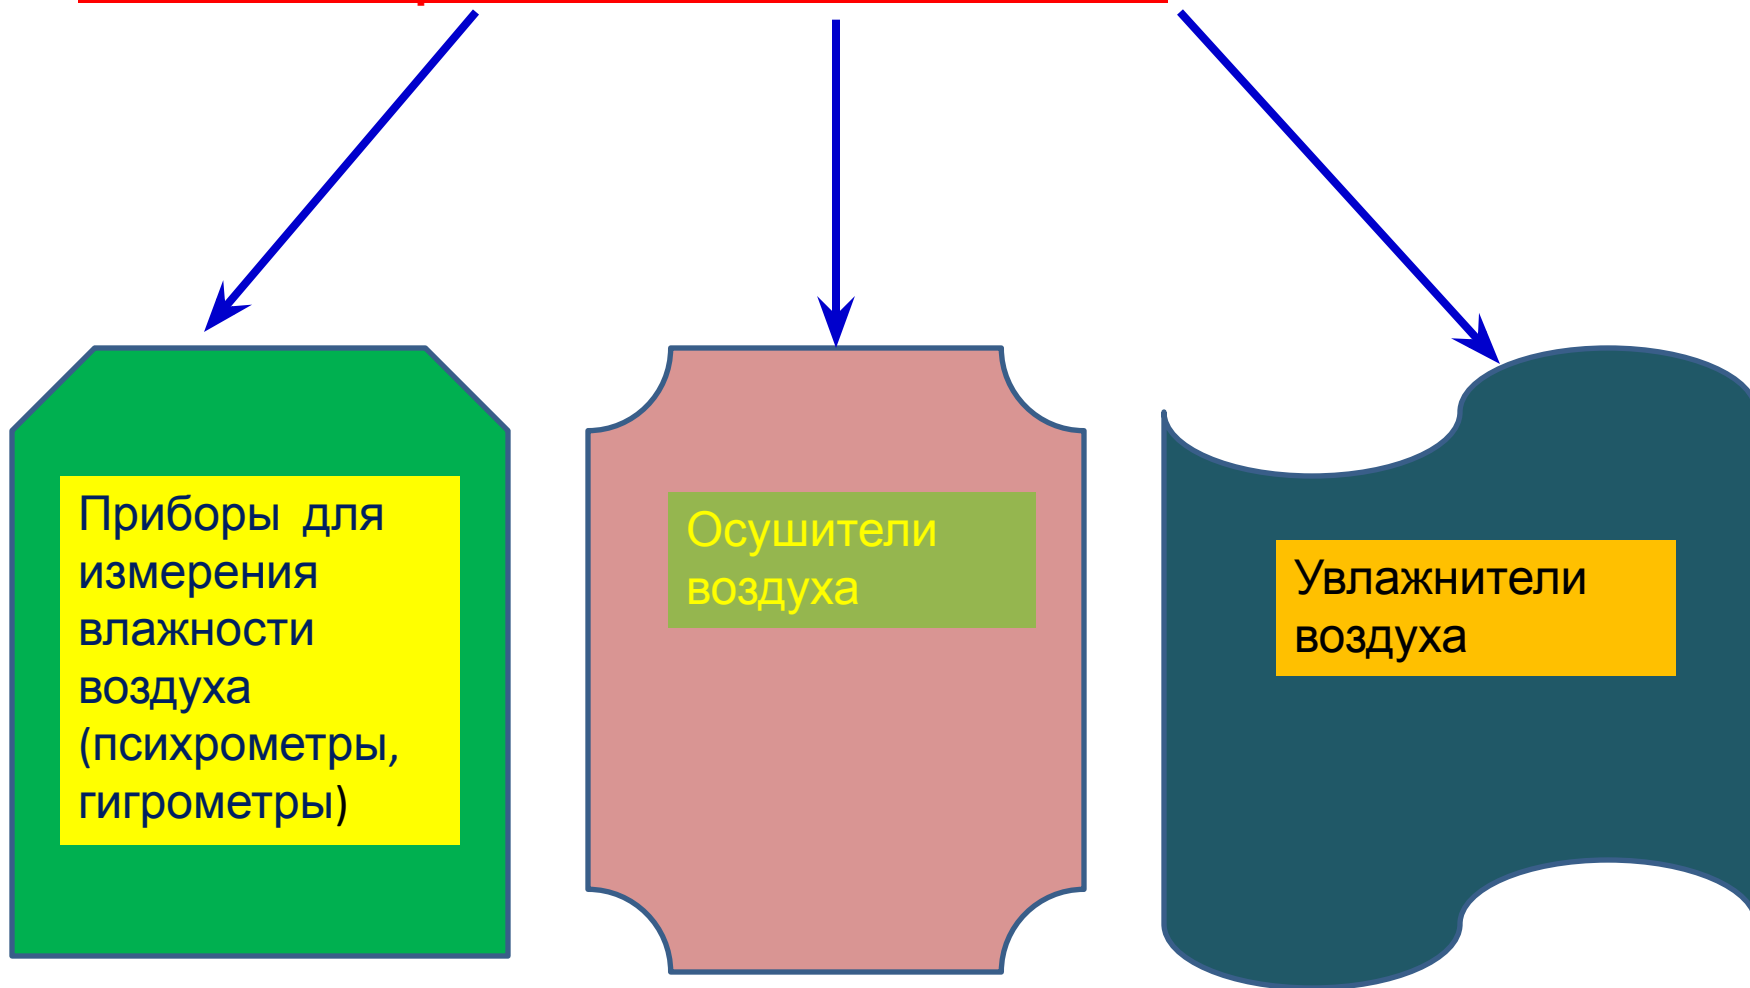 Приборы для
измерения
влажности
воздуха
(психрометры,
гигрометры)
Осушители
воздуха
Увлажнители
воздуха